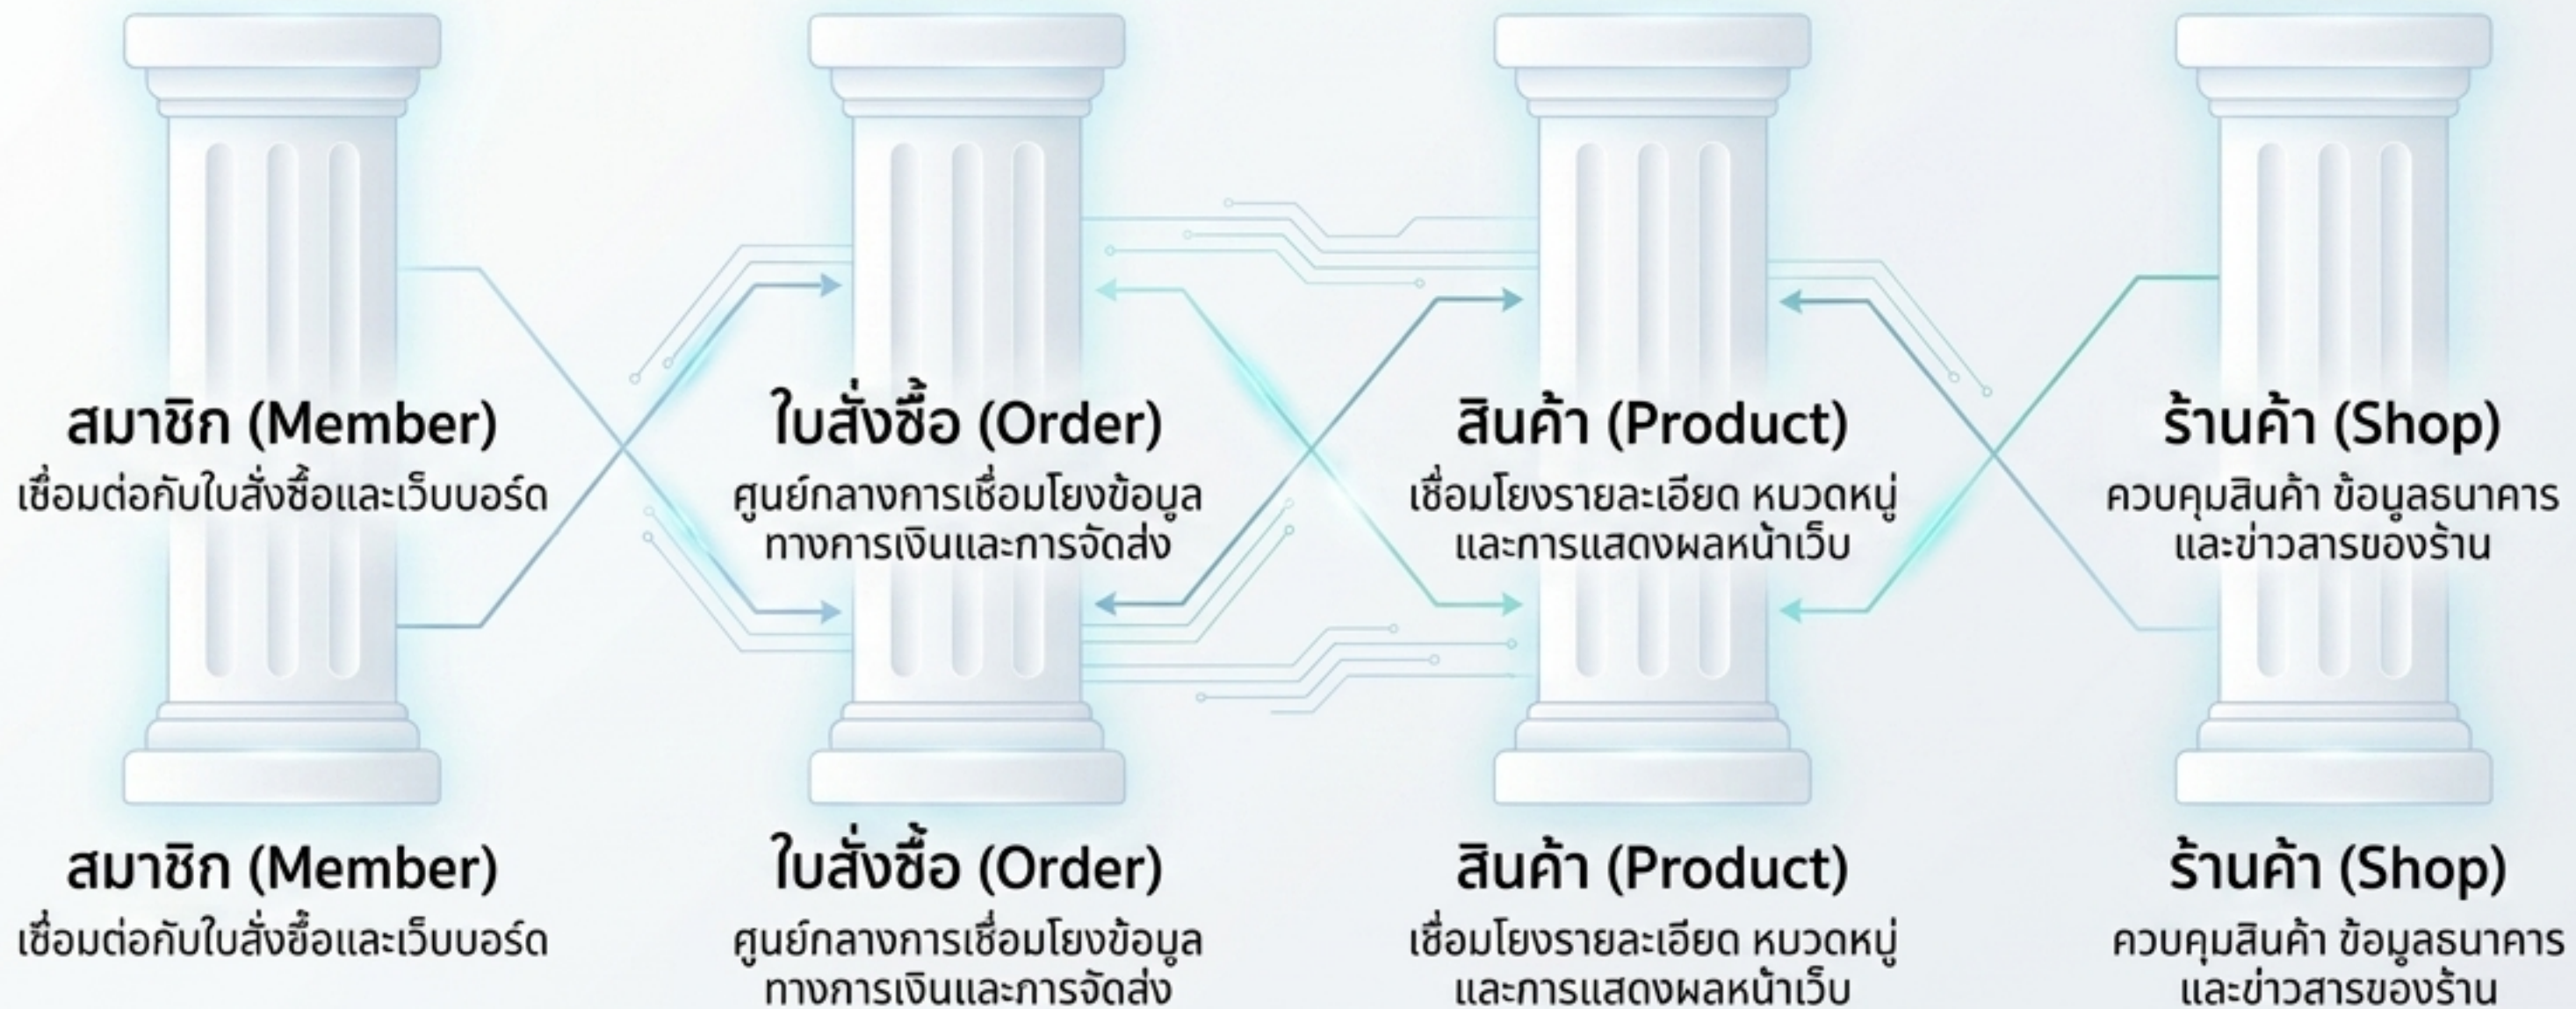 สมาชิก (Member)
เชื่อมต่อกับใบสั่งซื้อและเว็บบอร์ด
ใบสั่งซื้อ (Order)
ศูนย์กลางการเชื่อมโยงข้อมูล
ทางการเงินและการจัดส่ง
สินค้า (Product)
เชื่อมโยงรายละเอียด หมวดหมู่
และการแสดงผลหน้าเว็บ
ร้านค้า (Shop)
ควบคุมสินค้า ข้อมูลธนาคาร
และข่าวสารของร้าน
สมาชิก (Member)
เชื่อมต่อกับใบสั่งซื้อและเว็บบอร์ด
ใบสั่งซื้อ (Order)
ศูนย์กลางการเชื่อมโยงข้อมูล
ทางการเงินและการจัดส่ง
สินค้า (Product)
เชื่อมโยงรายละเอียด หมวดหมู่
และการแสดงผลหน้าเว็บ
ร้านค้า (Shop)
ควบคุมสินค้า ข้อมูลธนาคาร
และข่าวสารของร้าน